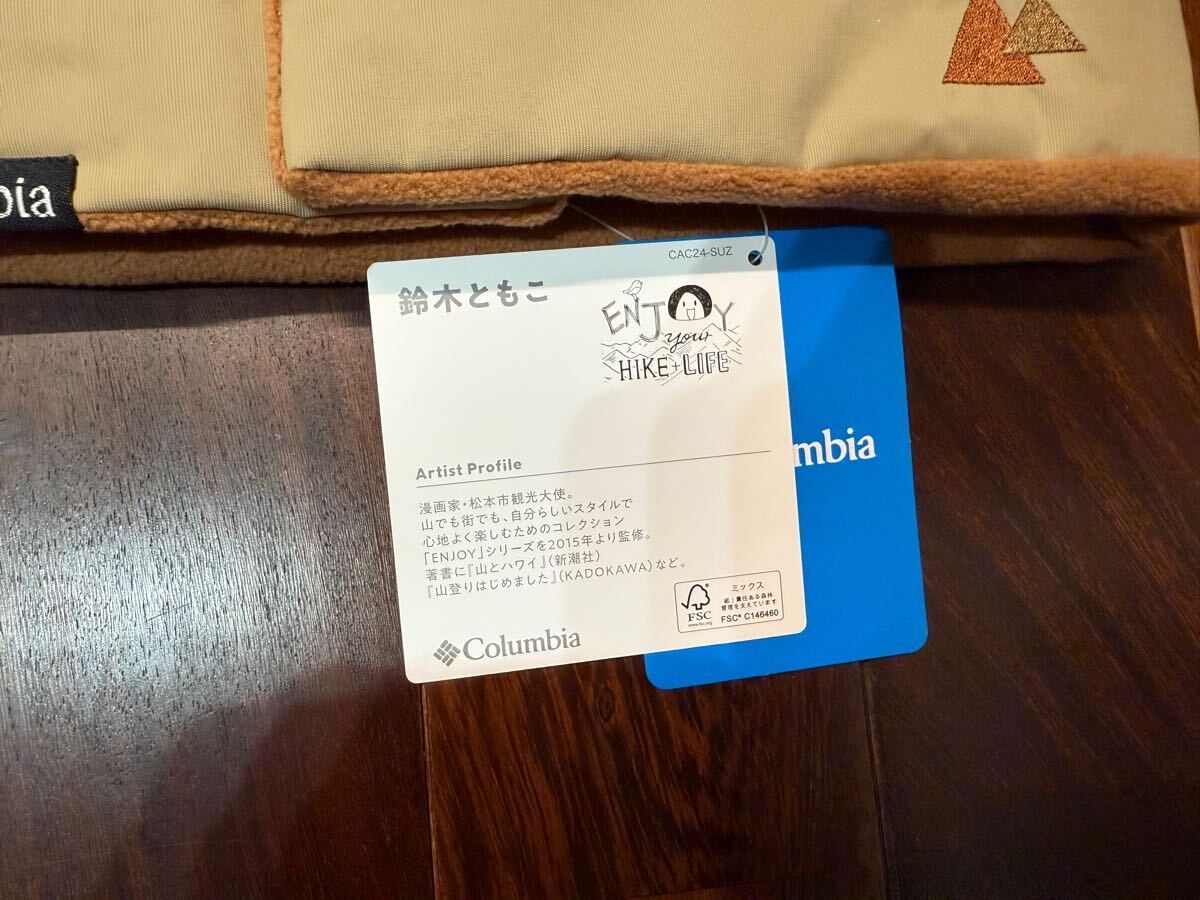 bia
CAC24-SUZ
鈴木ともこ
ENJOY
your
HIKE+LIFE
mbia
Artist Profile
漫画家・松本市観光大使。
山でも街でも、自分らしいスタイルで
心地よく楽しむためのコレクション
「ENJOY」シリーズを2015年より監修。
著書に『山とハワイ』(新潮社)
『山登りはじめました』(KADOKAWA)など。
Columbia
FSC
www.fsc.org
ミックス
紙|責任ある森林
管理を支えています
FSC® C146460